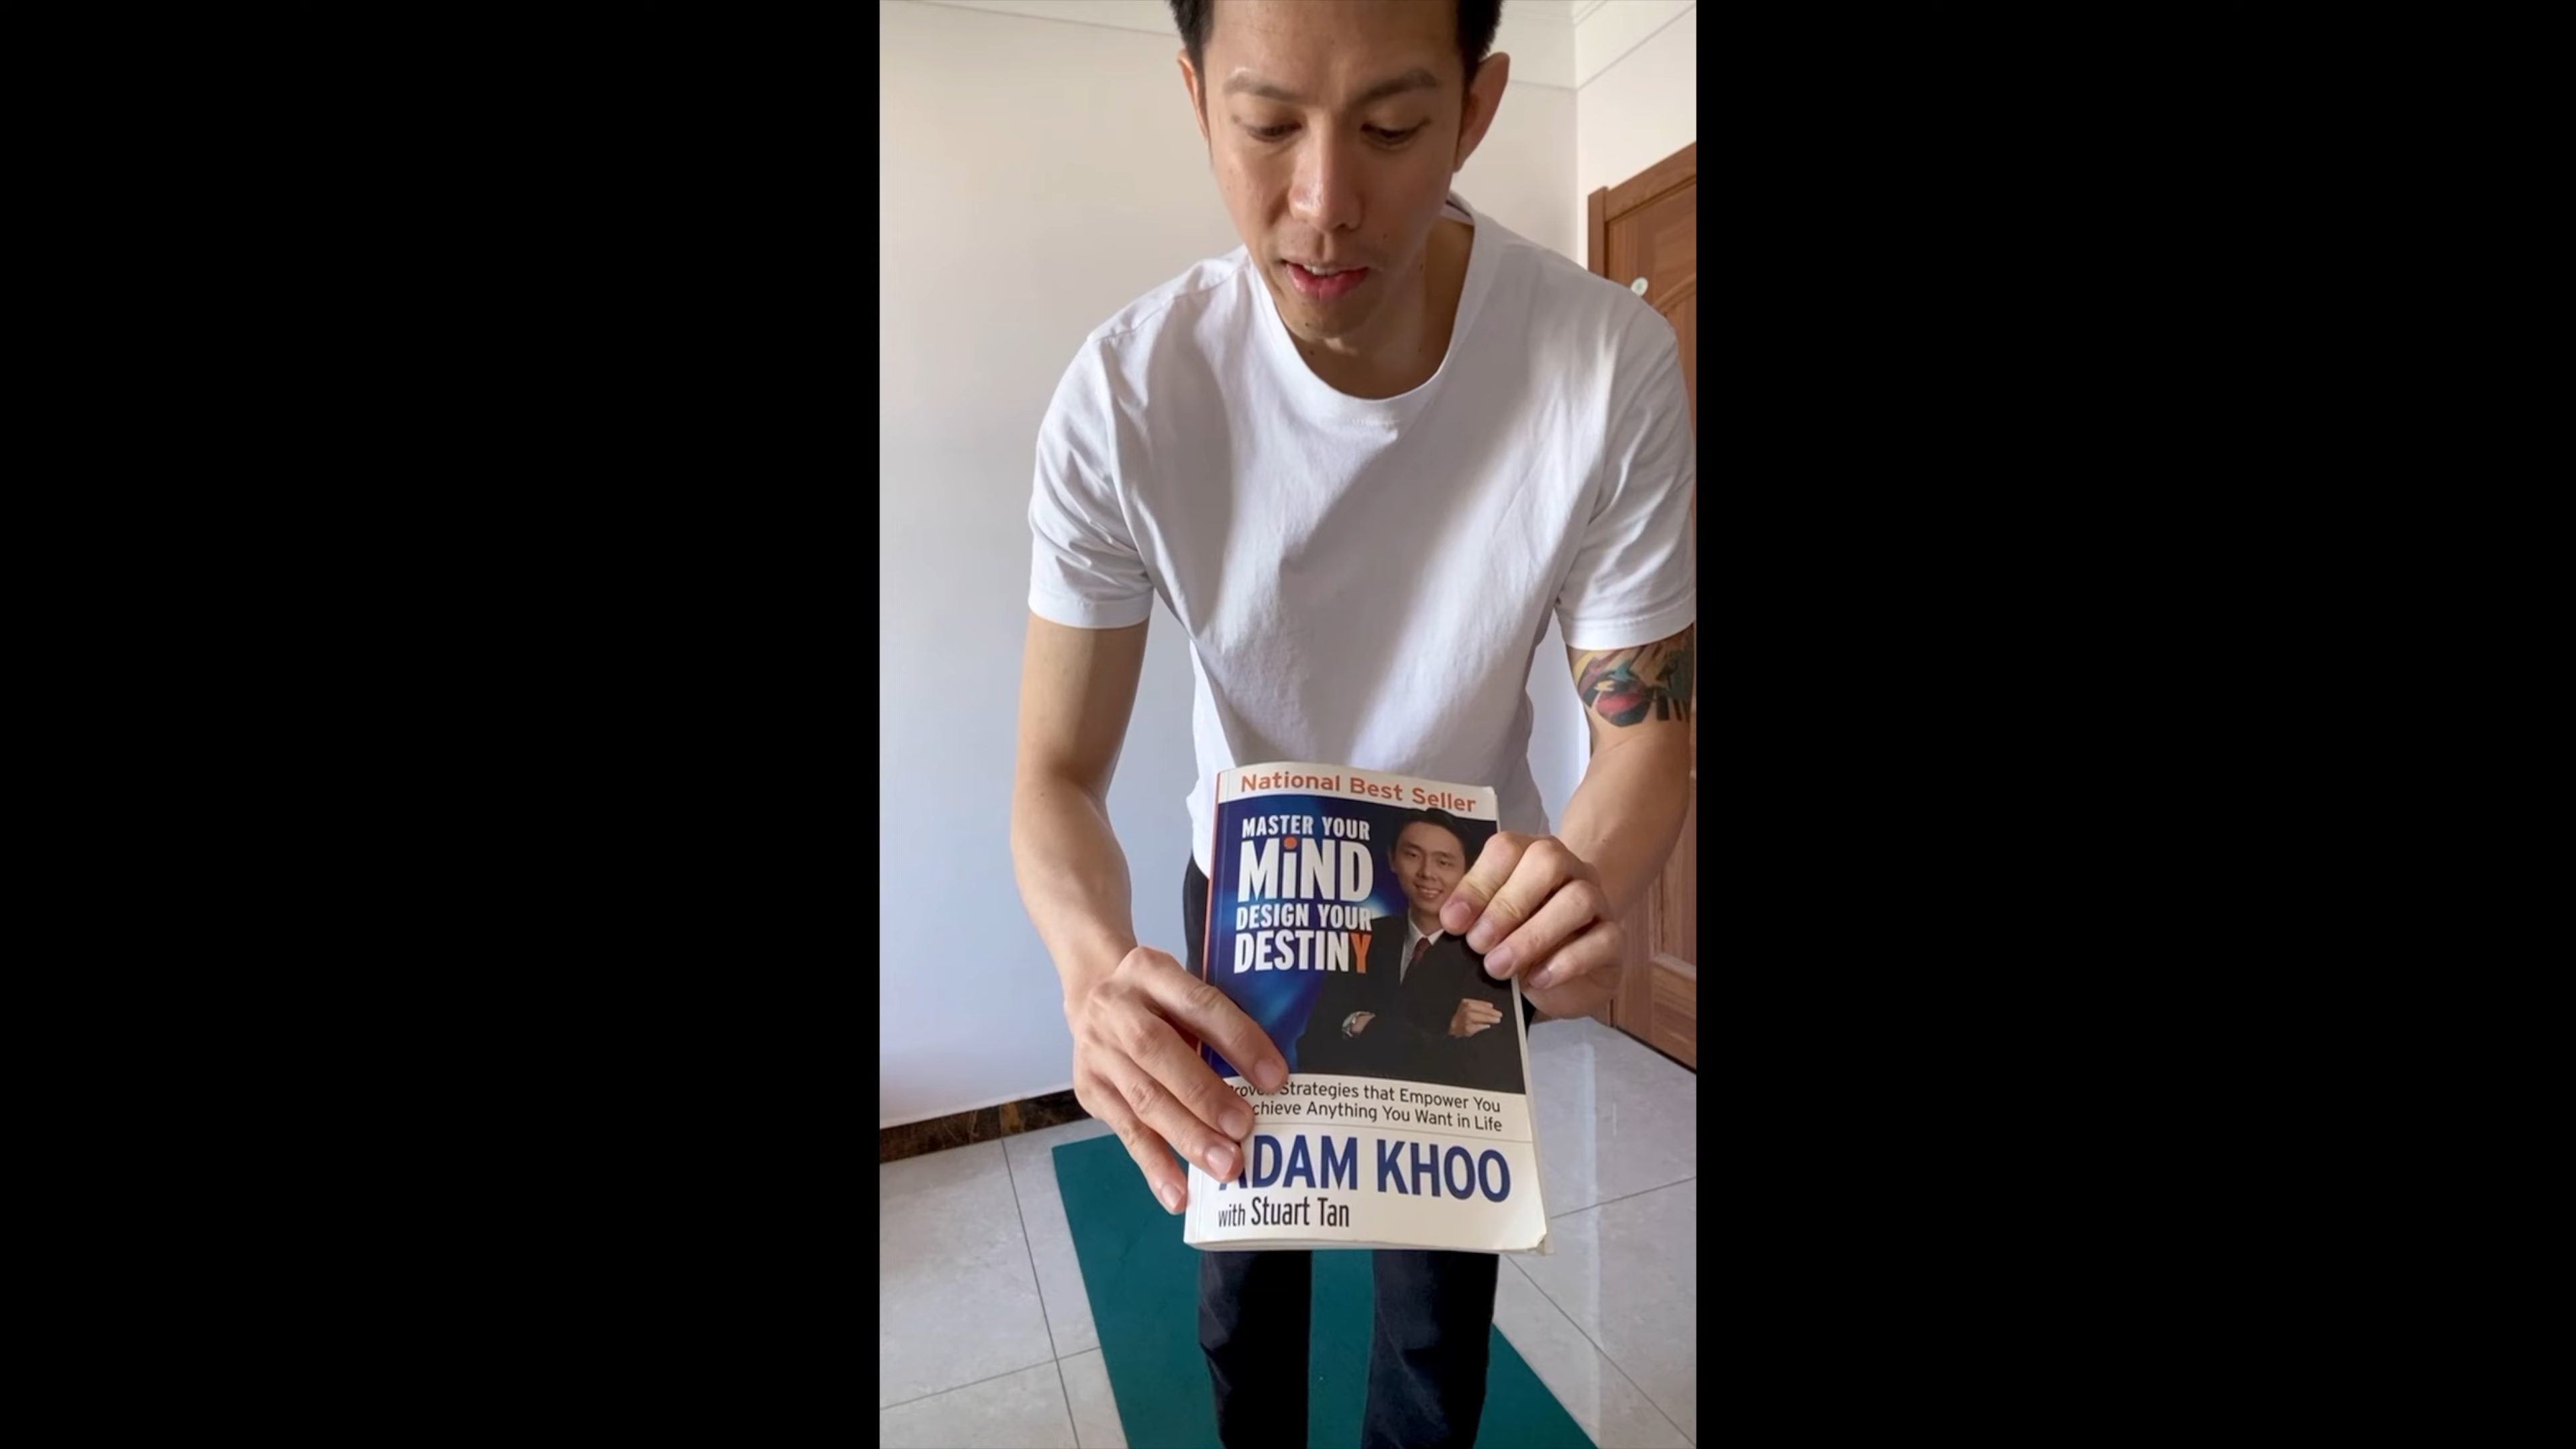 National Best Seller
MASTER YOUR
MiND
DESIGN YOUR
DESTINY
Strategies that Empower You
Anything You Want in Life
ADAM KHOO
with Stuart Tan